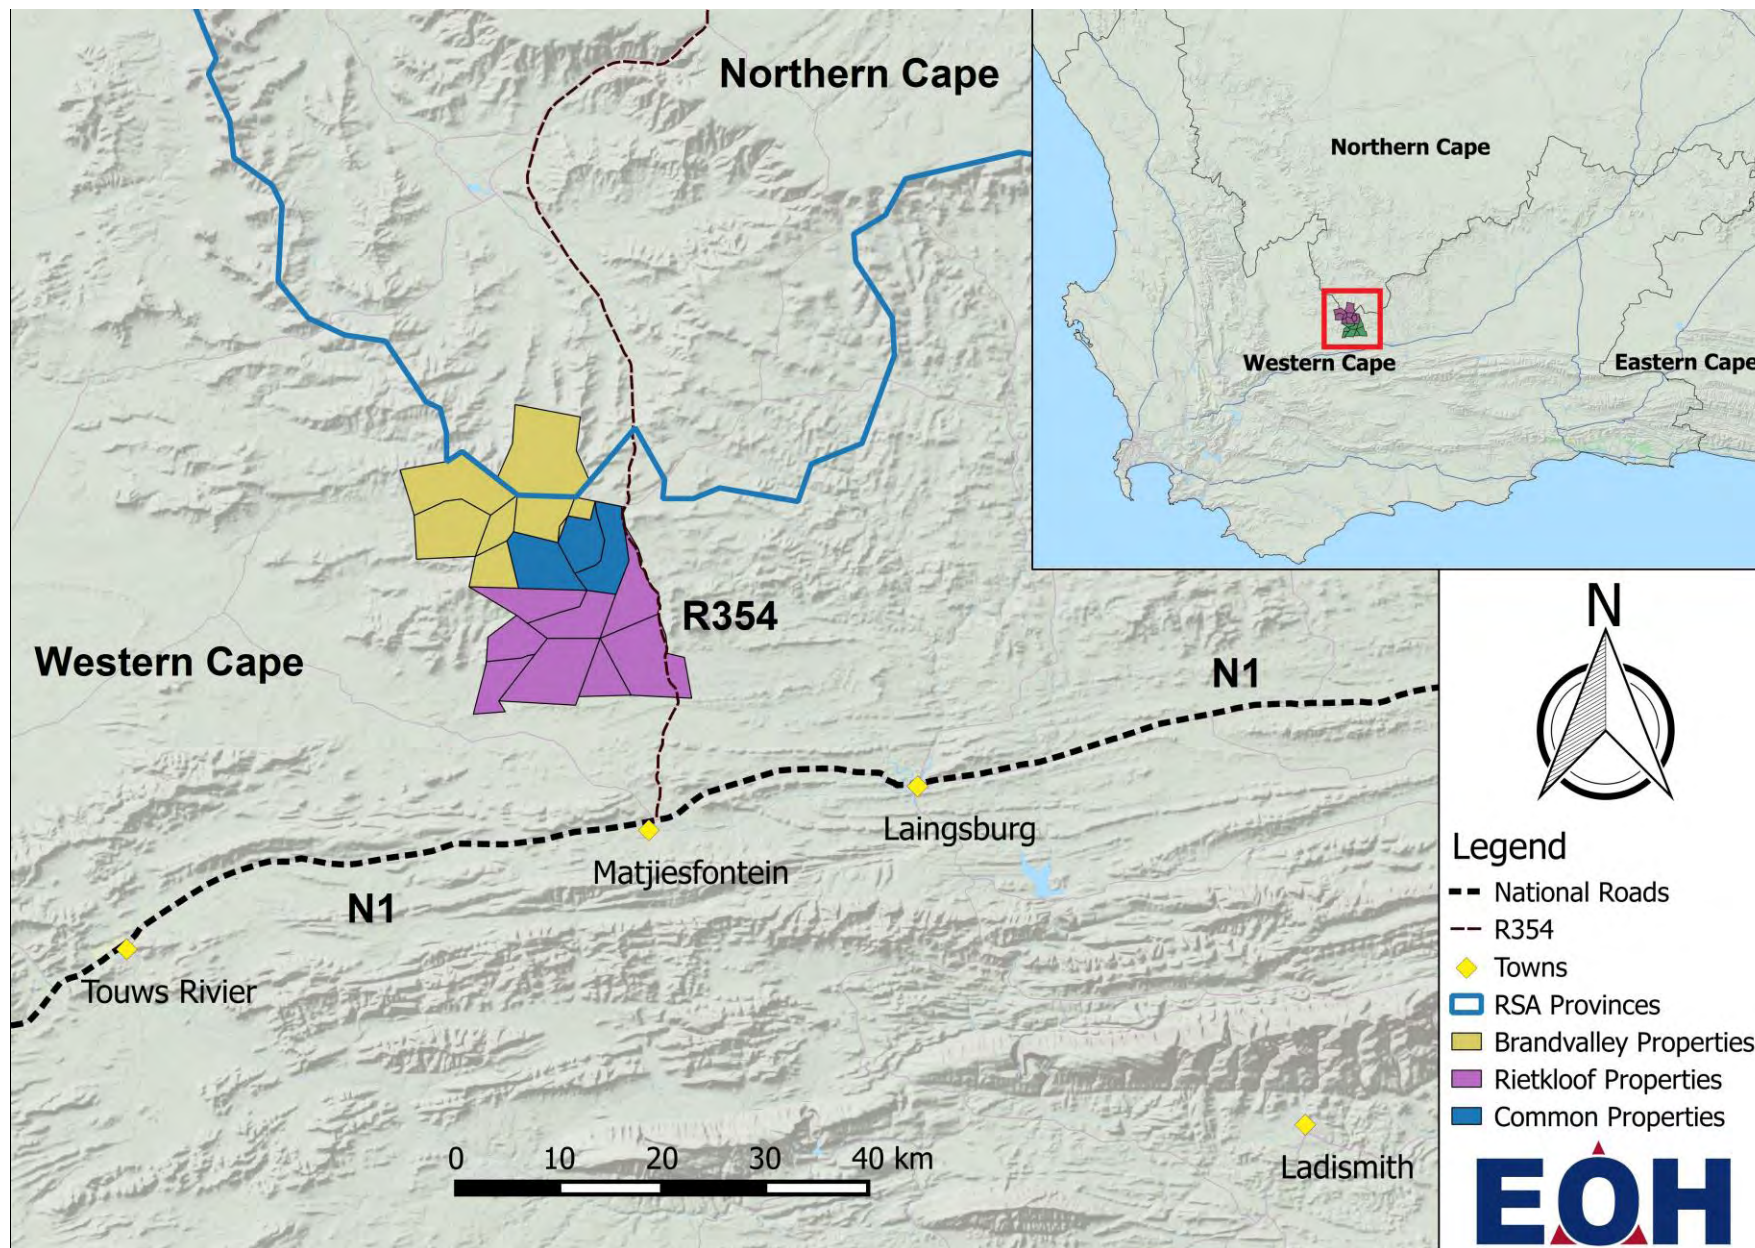 Northern Cape
Northern Cape
Western Cape
Eastern Cape
R354
Western Cape
N1
N
Laingsburg
Matjiesfontein
N1
Touws Rivier
Ladismith
0 10 20 30 40 km
Legend
National Roads
R354
Towns
RSA Provinces
Brandvalley Properties
Rietkloof Properties
Common Properties
EOH